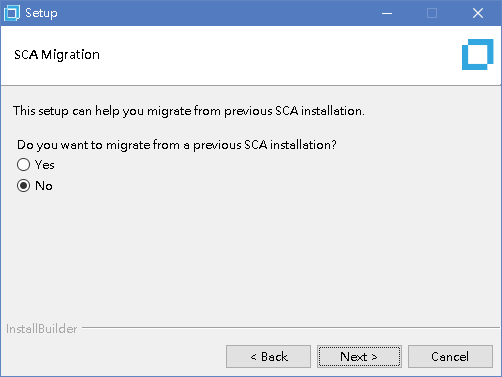 Setup
SCA Migration
This setup can help you migrate from previous SCA installation.
Do you want to migrate from a previous SCA installation?
Yes
No
InstallBuilder
< Back
Next >
Cancel